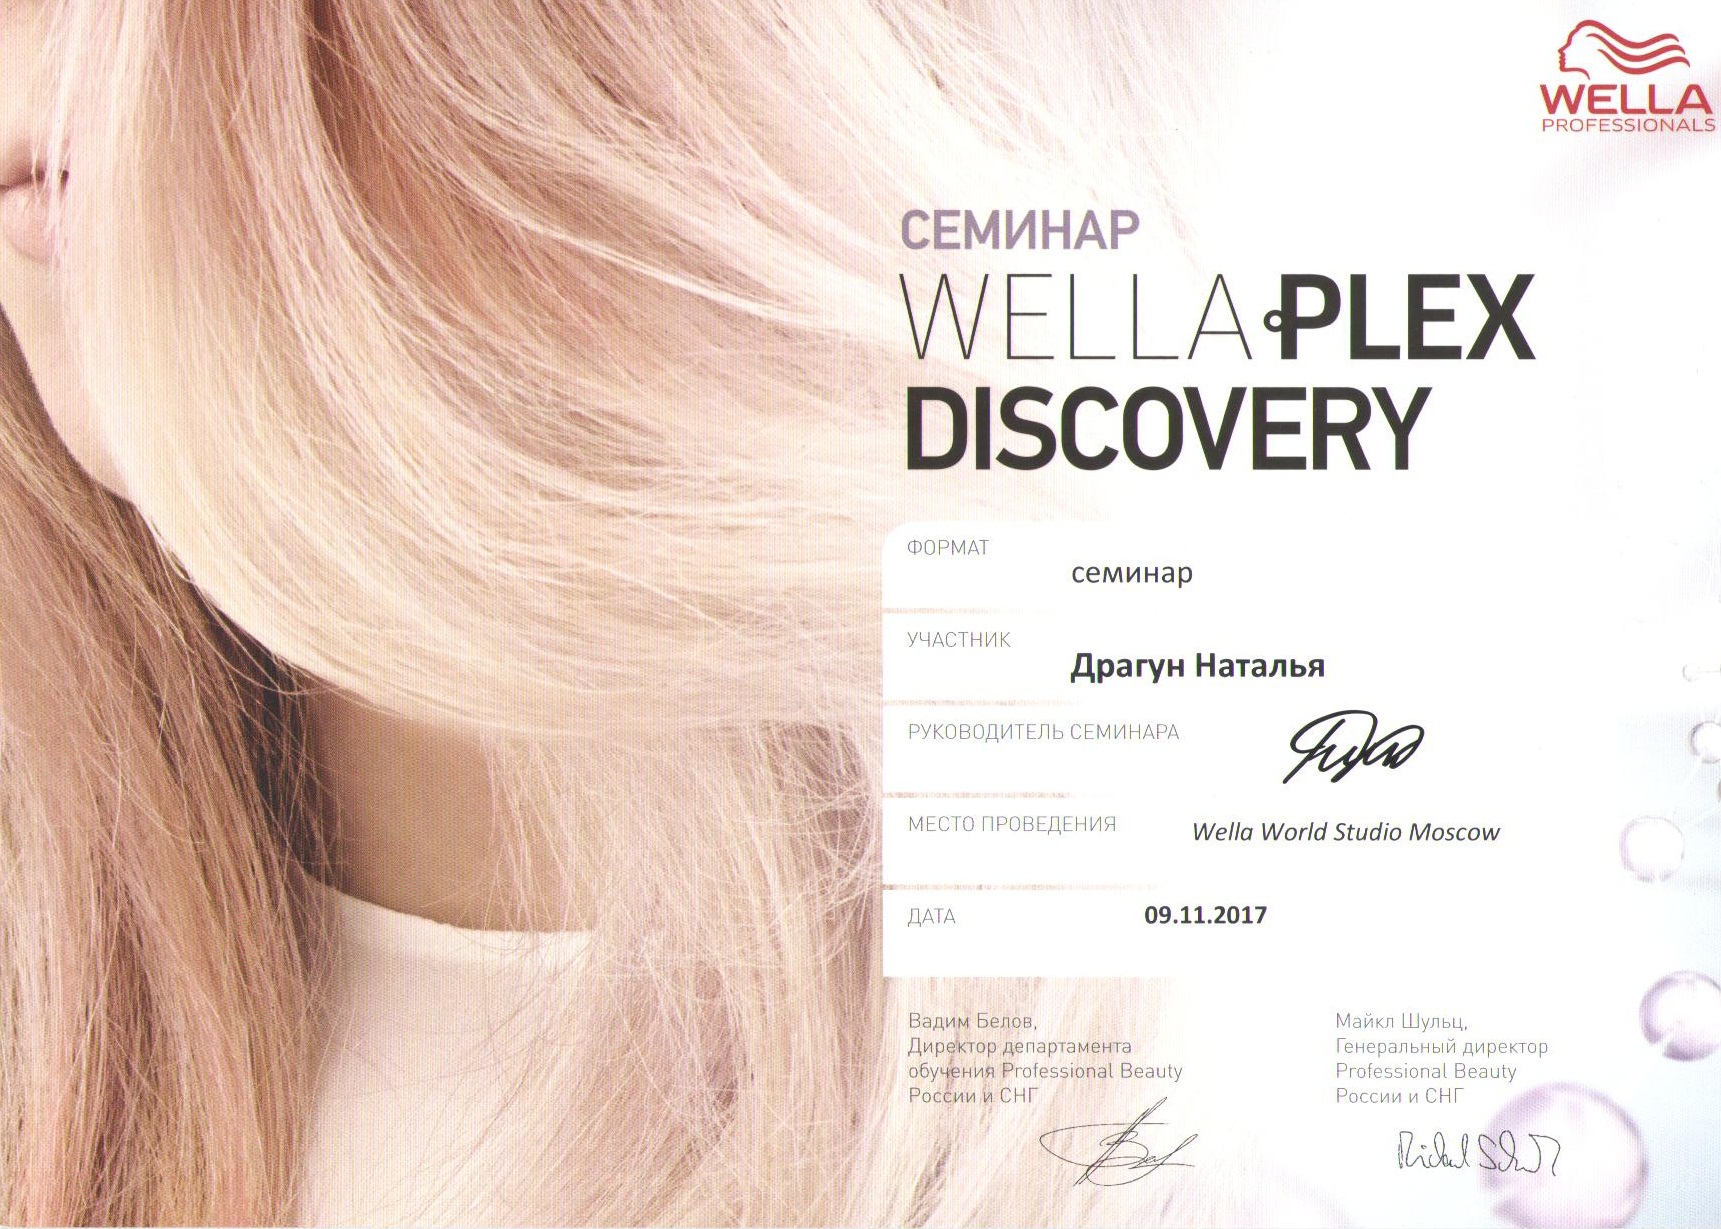 WELLA
PROFESSIONALS
СЕМИНАР
WELLAPLEX
DISCOVERY
ФОРМАТ
семинар
УЧАСТНИК
Драгун Наталья
РУКОВОДИТЕЛЬ СЕМИНАРА
МЕСТО ПРОВЕДЕНИЯ
Wella World Studio Moscow
ДАТА
09.11.2017
Вадим Белов,
Директор департамента
обучения Professional Beauty
России и СНГ
Майкл Шульц,
Генеральный директор
Professional Beauty
России и СНГ